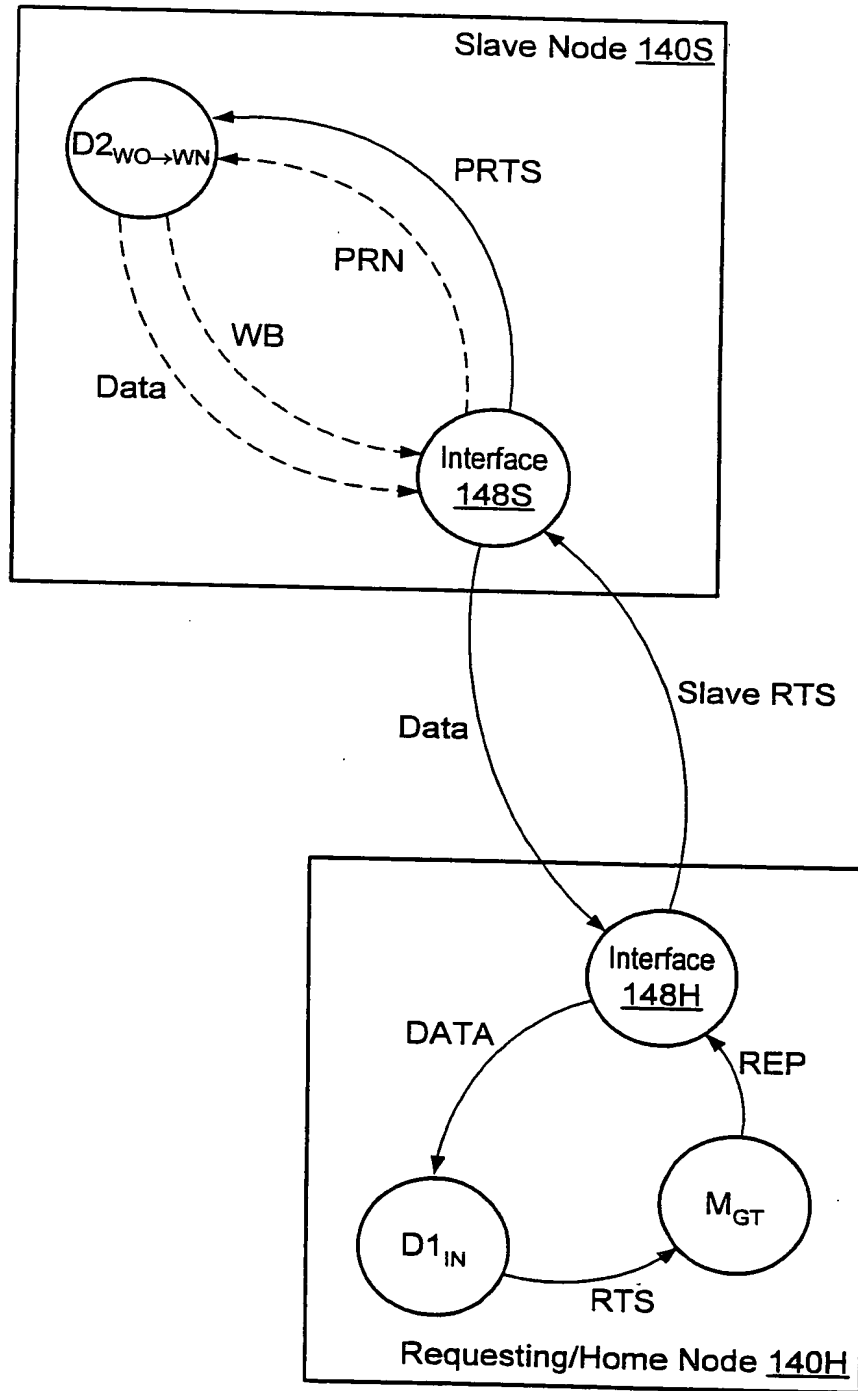 Slave Node 140S
D2WO→WN
PRTS
PRN
WB
Data
Interface
148S
Slave RTS
Data
Interface
148H
DATA
REP
MGT
D1IN
RTS
Requesting/Home Node 140H